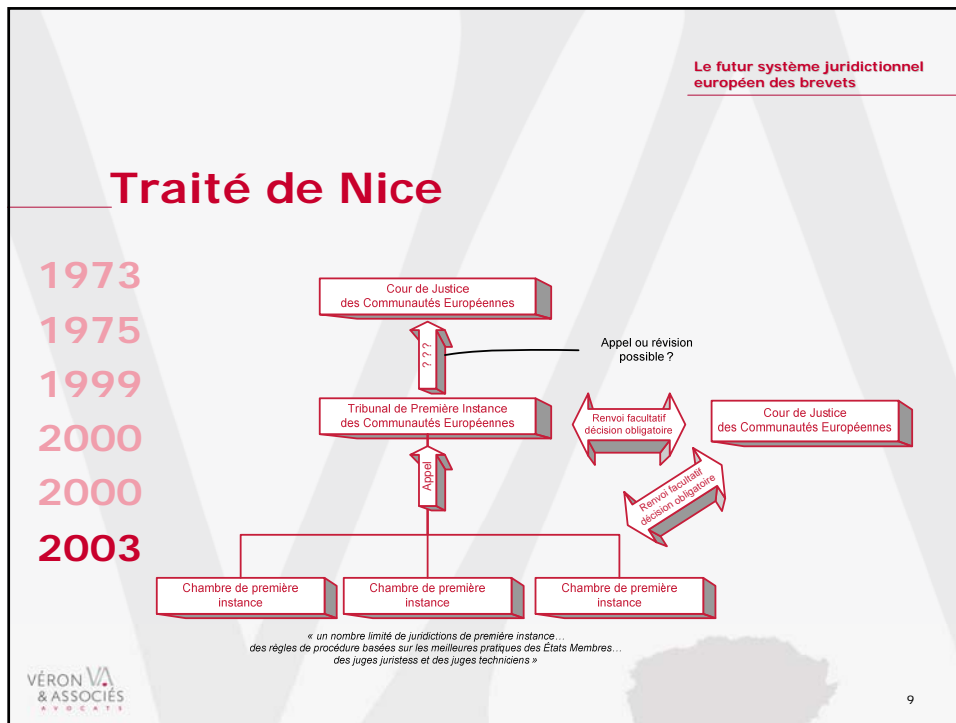 Le futur système juridictionnel
européen des brevets
Traité de Nice
1973
1975
1999
2000
2000
2003
Cour de Justice
des Communautés Européennes
? ? ?
Appel ou révision
possible ?
Tribunal de Première Instance
des Communautés Européennes
Renvoi facultatif
décision obligatoire
Cour de Justice
des Communautés Européennes
Appel
Renvoi facultatif
décision obligatoire
Chambre de première
instance
Chambre de première
instance
Chambre de première
instance
« un nombre limité de juridictions de première instance…
des règles de procédure basées sur les meilleures pratiques des États Membres…
des juges juristess et des juges techniciens »
VÉRON VA
& ASSOCIÉS
AVOCATS
9